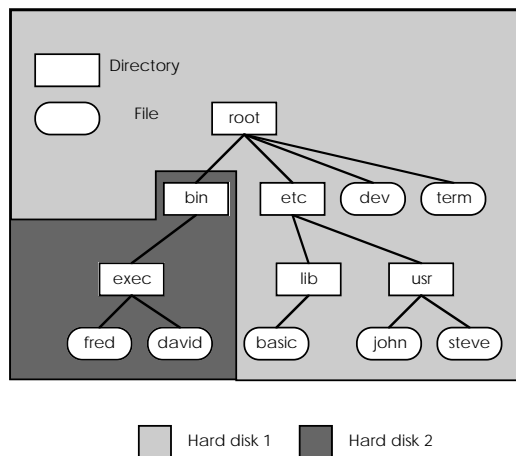 Directory
File
root
bin
etc
dev
term
exec
lib
usr
fred
david
basic
john
steve
Hard disk 1
Hard disk 2